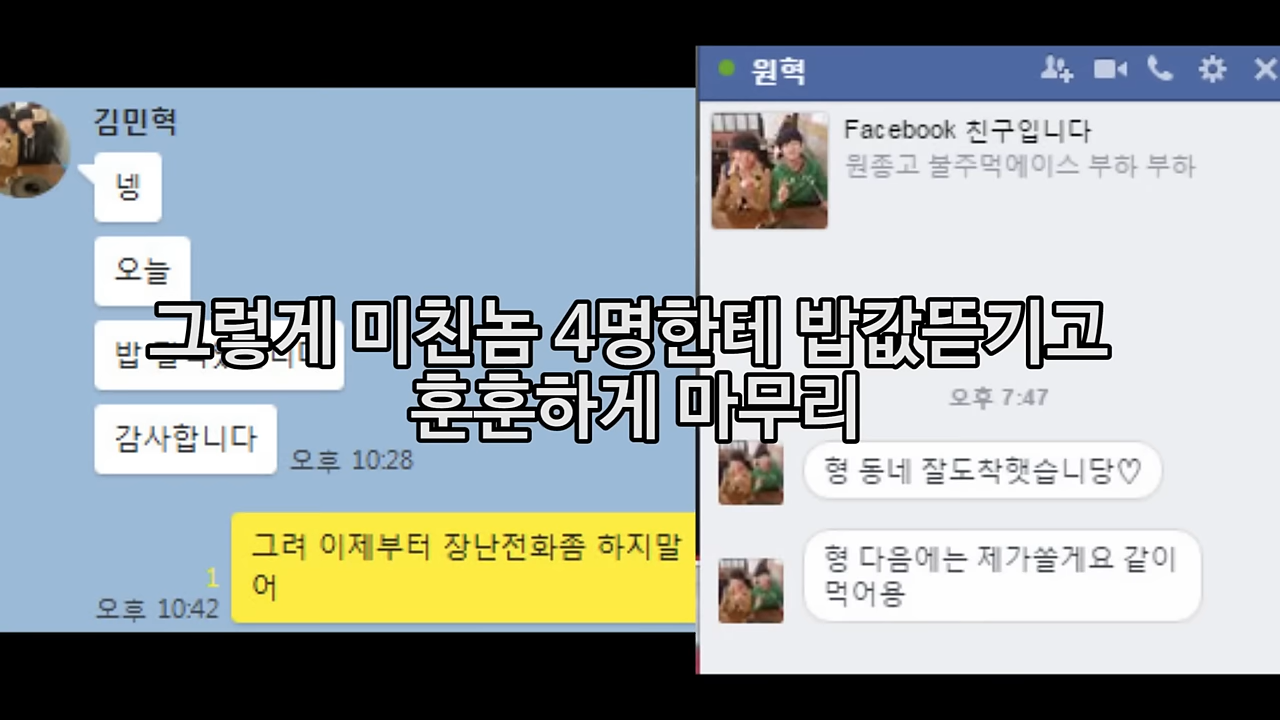 김민혁
넹
오늘
밥
감사합니다
오후 10:28
그려 이제부터 장난전화좀 하지말
어
1
오후 10:42
그렇게 미친놈 4명한테 밥값뜯기고
훈훈하게 마무리
원혁
Facebook 친구입니다
원종고 불주먹에이스 부하 부하
오후 7:47
형 동네 잘도착햇습니당♡
형 다음에는 제가쏠게요 같이
먹어용